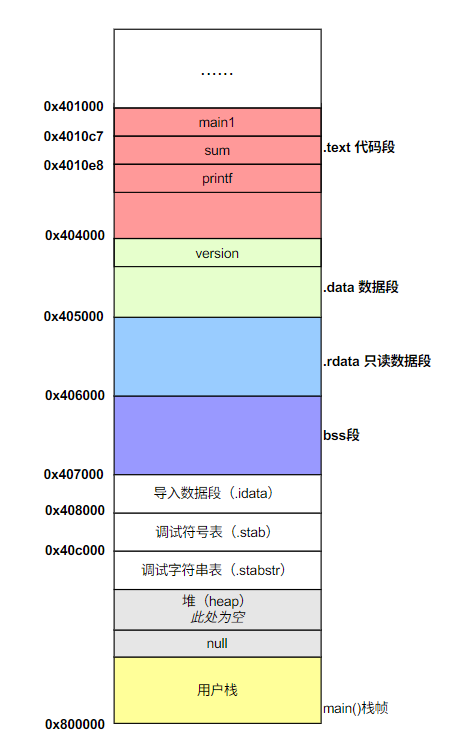 ......
0x401000
main1
0x4010c7
sum
.text 代码段
0x4010e8
printf
0x404000
version
.data 数据段
0x405000
.rdata 只读数据段
0x406000
bss段
0x407000
导入数据段（.idata）
0x408000
调试符号表（.stab）
0x40c000
调试字符串表（.stabstr）
堆（heap）
此处为空
null
用户栈
main()栈帧
0x800000